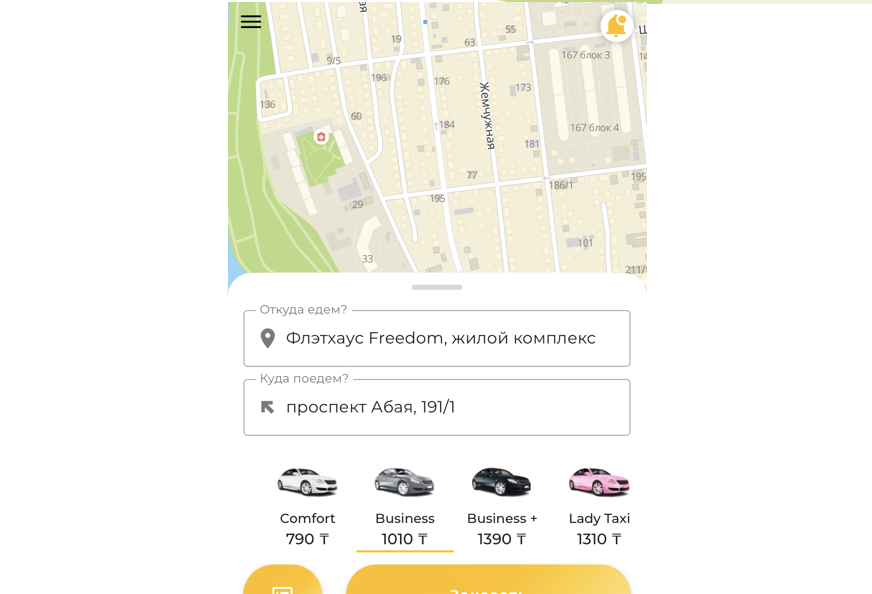 19
63
55
9/5
167 блок 3
196
176
173
136
Жемчужная
60
184
167 блок 4
181
77
186/1
195
195
29
101
33
211/
Откуда едем?
Флэтхаус Freedom, жилой комплекс
Куда поедем?
проспект Абая, 191/1
Comfort
Business
Business +
Lady Taxi
790 ₸
1010 ₸
1390 ₸
1310 ₸
Заказать